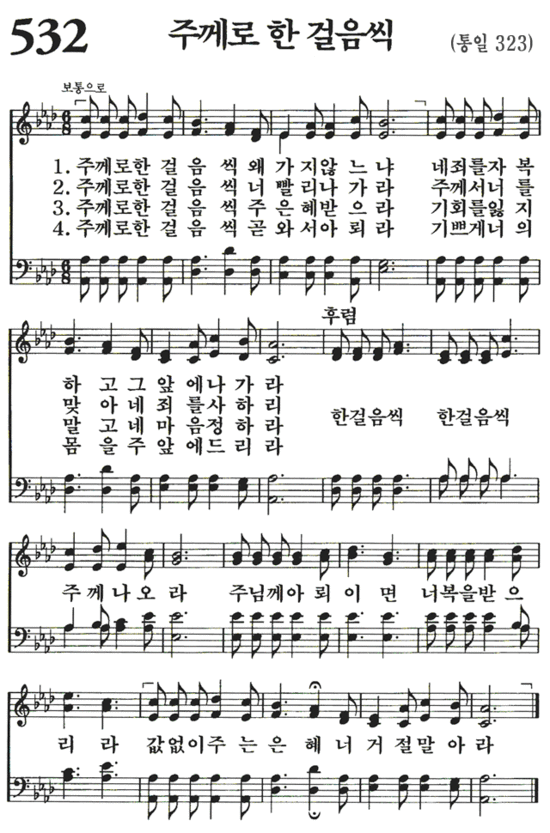 532 주께로 한 걸음씩 (통일 323)
보통으로
1. 주께로한 걸 음 씩 왜 가 지않 느 냐 네죄를자 복
2. 주께로한 걸 음 씩 너 빨 리나 가 라 주께서너 를
3. 주께로한 걸 음 씩 주 은 혜받 으 라 기회를잃 지
4. 주께로한 걸 음 씩 곧 와 서아 뢰 라 기쁘게너 의
후렴
하 고 그 앞 에나 가 라
맞 아 네 죄 를사 하 리
말 고 네 마 음정 하 라
몸 을 주 앞 에드 리 라
한걸음씩 한걸음씩
주 께 나 오 라 주님께아 뢰 이 면 너복을받 으
리 라 값없이주 는 은 혜 너 거 절말 아 라